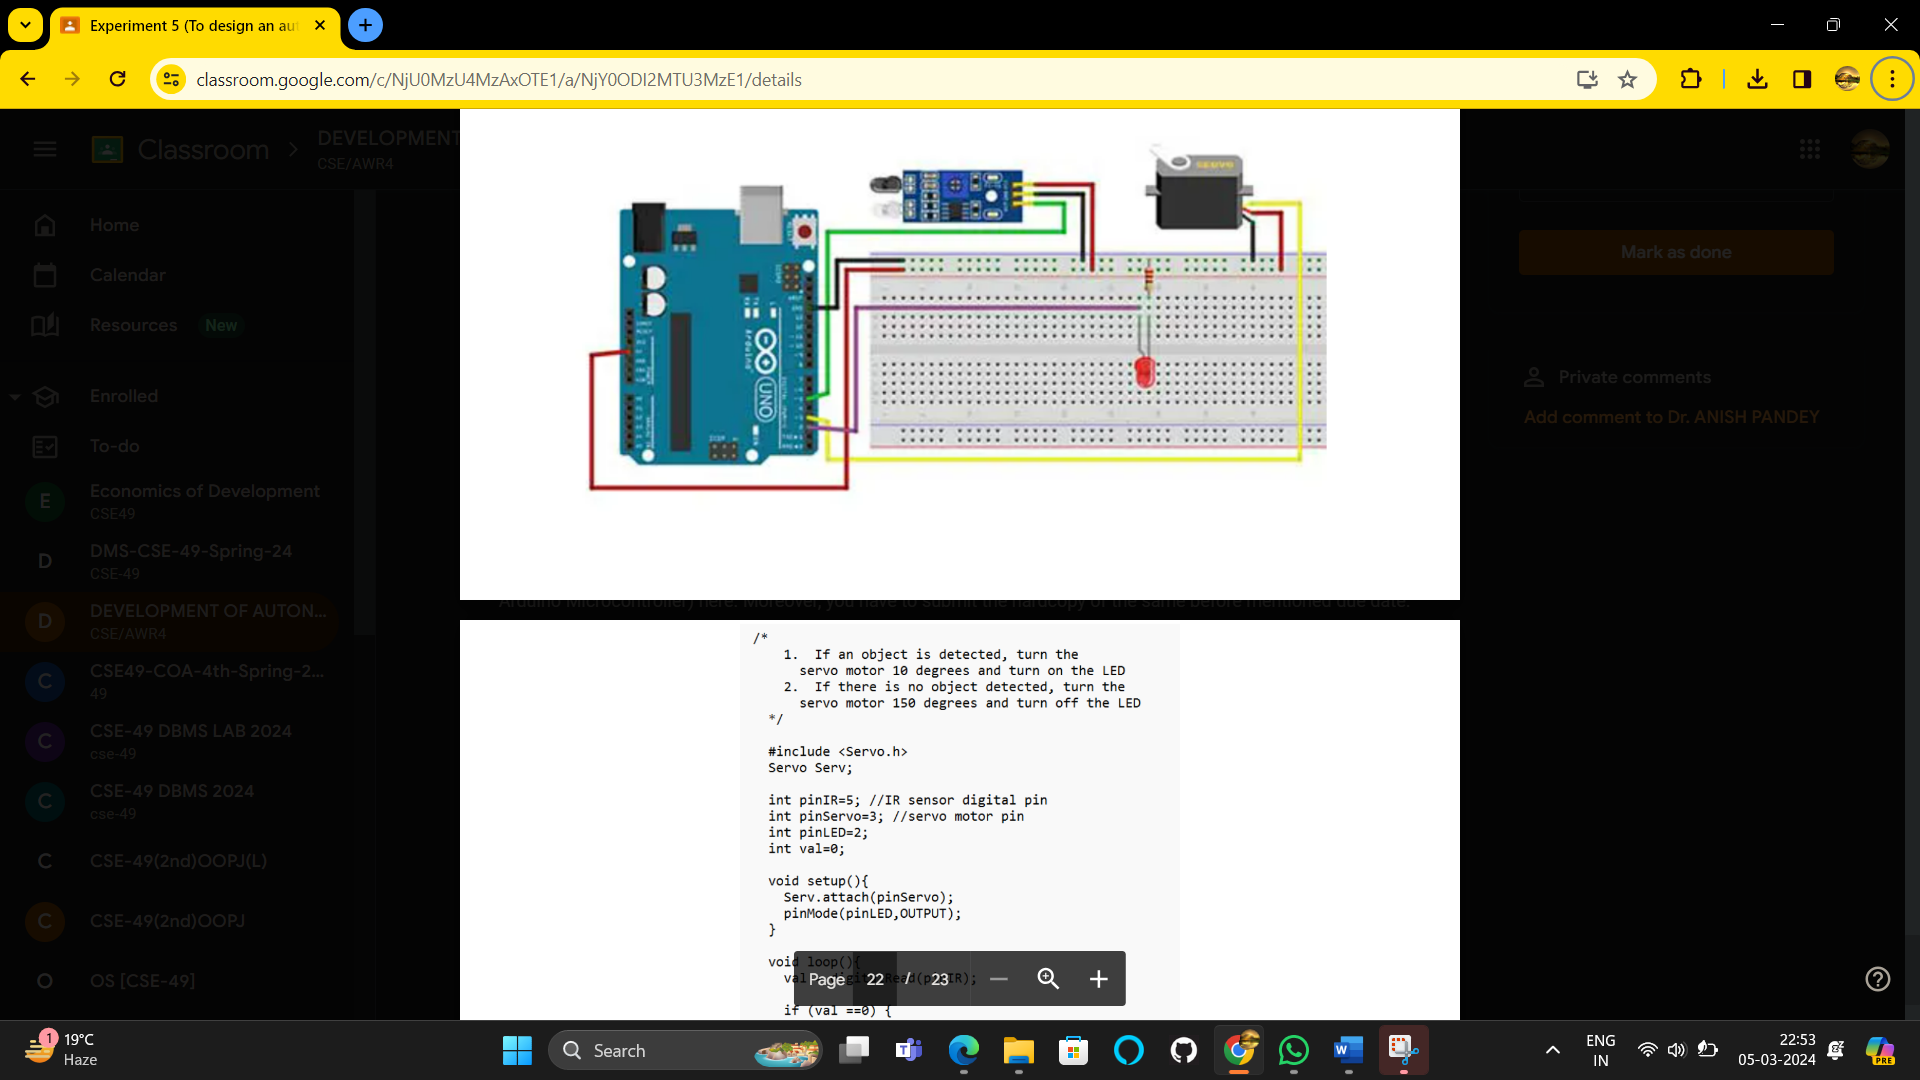 Experiment 5 (To design an aut
classroom.google.com/c/NjU0MzU4MzAxOTE1/a/NjY0ODI2MTU3MzE1/details
Classroom
DEVELOPMENT
CSE/AWR4
Home
Calendar
Resources New
Enrolled
To-do
E
Economics of Development
CSE49
D
DMS-CSE-49-Spring-24
CSE-49
D
DEVELOPMENT OF AUTON...
CSE/AWR4
C
CSE49-COA-4th-Spring-2...
49
C
CSE-49 DBMS LAB 2024
cse-49
C
CSE-49 DBMS 2024
cse-49
C
CSE-49(2nd)OOPJ(L)
C
CSE-49(2nd)OOPJ
O
OS [CSE-49]
Arduino
UNO
Arduino Microcontroller) here. Moreover, you have to submit the hardcopy of the same before mentioned due date.
/*
1. If an object is detected, turn the
servo motor 10 degrees and turn on the LED
2. If there is no object detected, turn the
servo motor 150 degrees and turn off the LED
*/
#include <Servo.h>
Servo Serv;
int pinIR=5; //IR sensor digital pin
int pinServo=3; //servo motor pin
int pinLED=2;
int val=0;
void setup(){
Serv.attach(pinServo);
pinMode(pinLED,OUTPUT);
}
void loop(){
if (val ==0) {
Page 22 / 23
Mark as done
Private comments
Add comment to Dr. ANISH PANDEY
1
19°C
Haze
Search
ENG
IN
22:53
05-03-2024
PRE